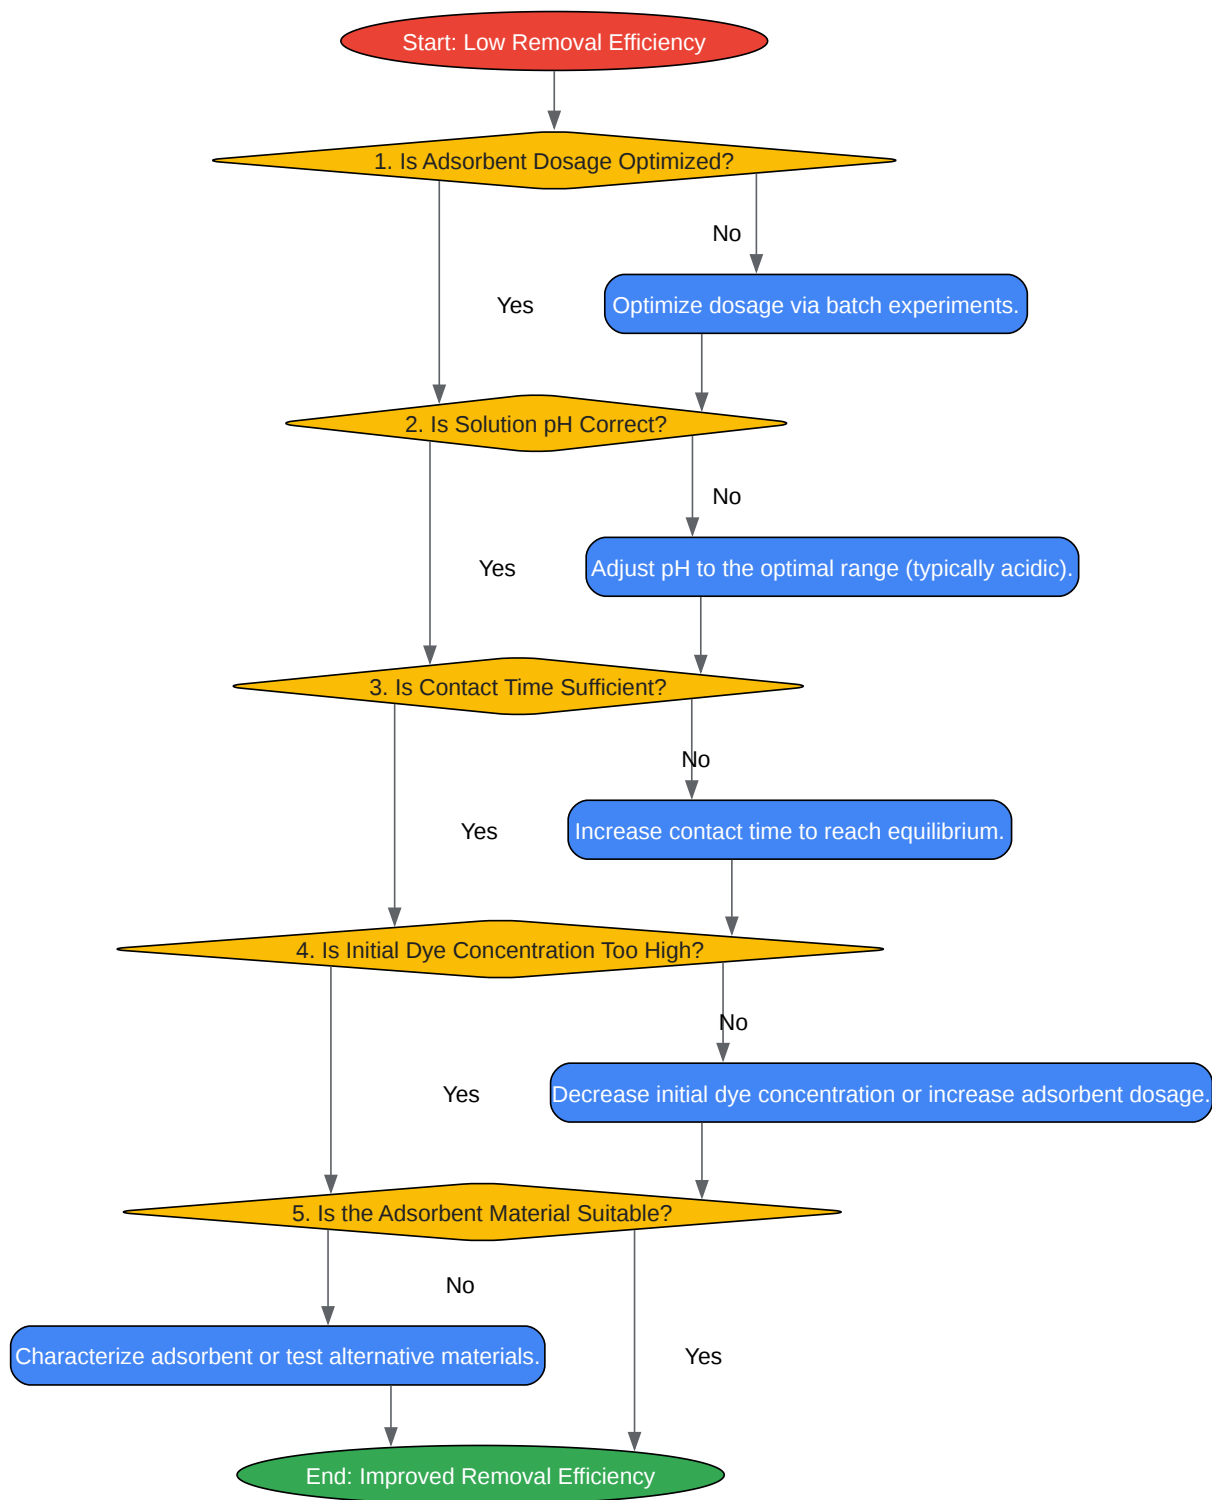 Start: Low Removal Efficiency
1. Is Adsorbent Dosage Optimized?
No
Yes
Optimize dosage via batch experiments.
2. Is Solution pH Correct?
No
Yes
Adjust pH to the optimal range (typically acidic).
3. Is Contact Time Sufficient?
No
Yes
Increase contact time to reach equilibrium.
4. Is Initial Dye Concentration Too High?
No
Yes
Decrease initial dye concentration or increase adsorbent dosage.
5. Is the Adsorbent Material Suitable?
No
Characterize adsorbent or test alternative materials.
Yes
End: Improved Removal Efficiency